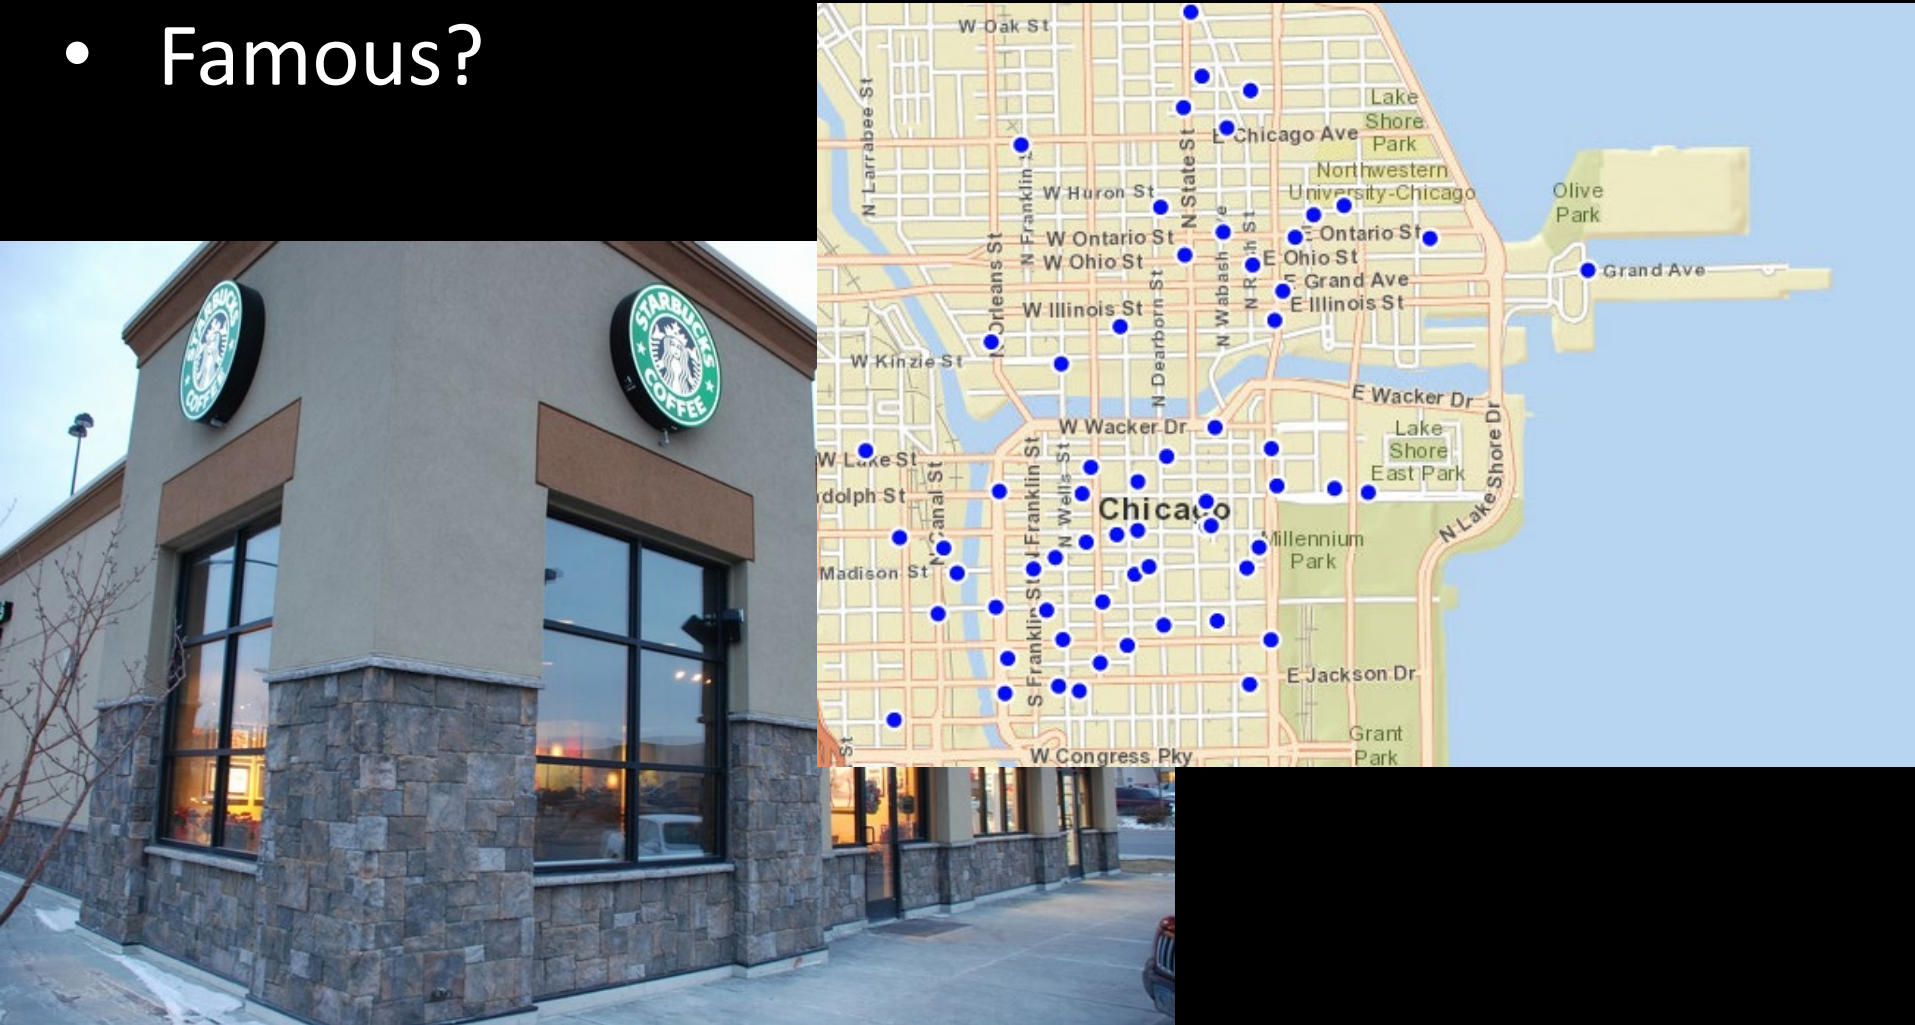 • Famous?
W Oak St
N Larrabee St
Lake
Shore
Park
E Chicago Ave
N State St
Northwestern
University-Chicago
N Franklin
W Huron St
Olive
Park
W Ontario St
E Ontario St
W Ohio St
E Ohio St
Grand Ave
Grand Ave
N Orleans St
N Dearborn St
W Illinois St
E Illinois St
W Kinzie St
E Wacker Dr
W Wacker Dr
Lake
Shore
East Park
N Lake Shore Dr
W Lake St
dolph St
N Canal St
N Franklin St
N Wells St
Chicago
Millennium
Park
Madison St
S Franklin St
E Jackson Dr
Grant
Park
W Congress Pky
St
STARBUCKS
COFFEE
STARBUCKS
COFFEE